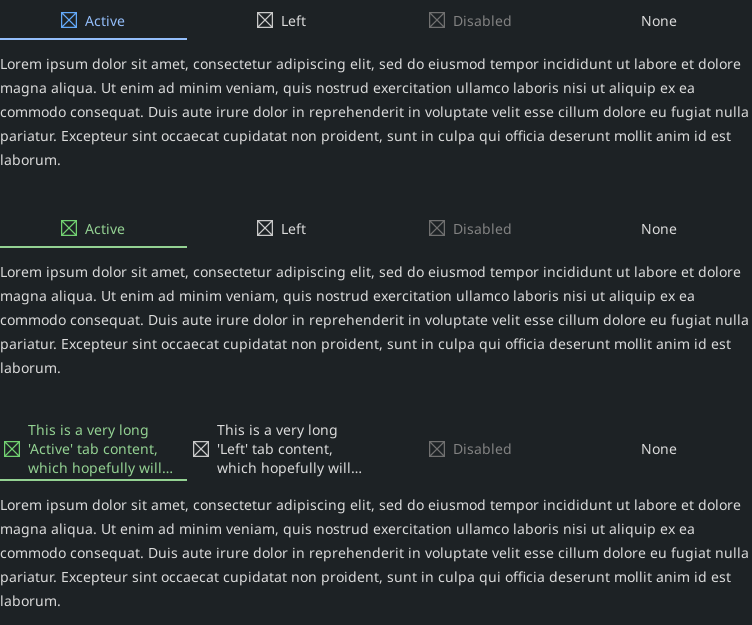 Active Left Disabled None
Lorem ipsum dolor sit amet, consectetur adipiscing elit, sed do eiusmod tempor incididunt ut labore et dolore
magna aliqua. Ut enim ad minim veniam, quis nostrud exercitation ullamco laboris nisi ut aliquip ex ea
commodo consequat. Duis aute irure dolor in reprehenderit in voluptate velit esse cillum dolore eu fugiat nulla
pariatur. Excepteur sint occaecat cupidatat non proident, sunt in culpa qui officia deserunt mollit anim id est
laborum.
Active Left Disabled None
Lorem ipsum dolor sit amet, consectetur adipiscing elit, sed do eiusmod tempor incididunt ut labore et dolore
magna aliqua. Ut enim ad minim veniam, quis nostrud exercitation ullamco laboris nisi ut aliquip ex ea
commodo consequat. Duis aute irure dolor in reprehenderit in voluptate velit esse cillum dolore eu fugiat nulla
pariatur. Excepteur sint occaecat cupidatat non proident, sunt in culpa qui officia deserunt mollit anim id est
laborum.
This is a very long
'Active' tab content,
which hopefully will...
This is a very long
'Left' tab content,
which hopefully will...
Disabled
None
Lorem ipsum dolor sit amet, consectetur adipiscing elit, sed do eiusmod tempor incididunt ut labore et dolore
magna aliqua. Ut enim ad minim veniam, quis nostrud exercitation ullamco laboris nisi ut aliquip ex ea
commodo consequat. Duis aute irure dolor in reprehenderit in voluptate velit esse cillum dolore eu fugiat nulla
pariatur. Excepteur sint occaecat cupidatat non proident, sunt in culpa qui officia deserunt mollit anim id est
laborum.